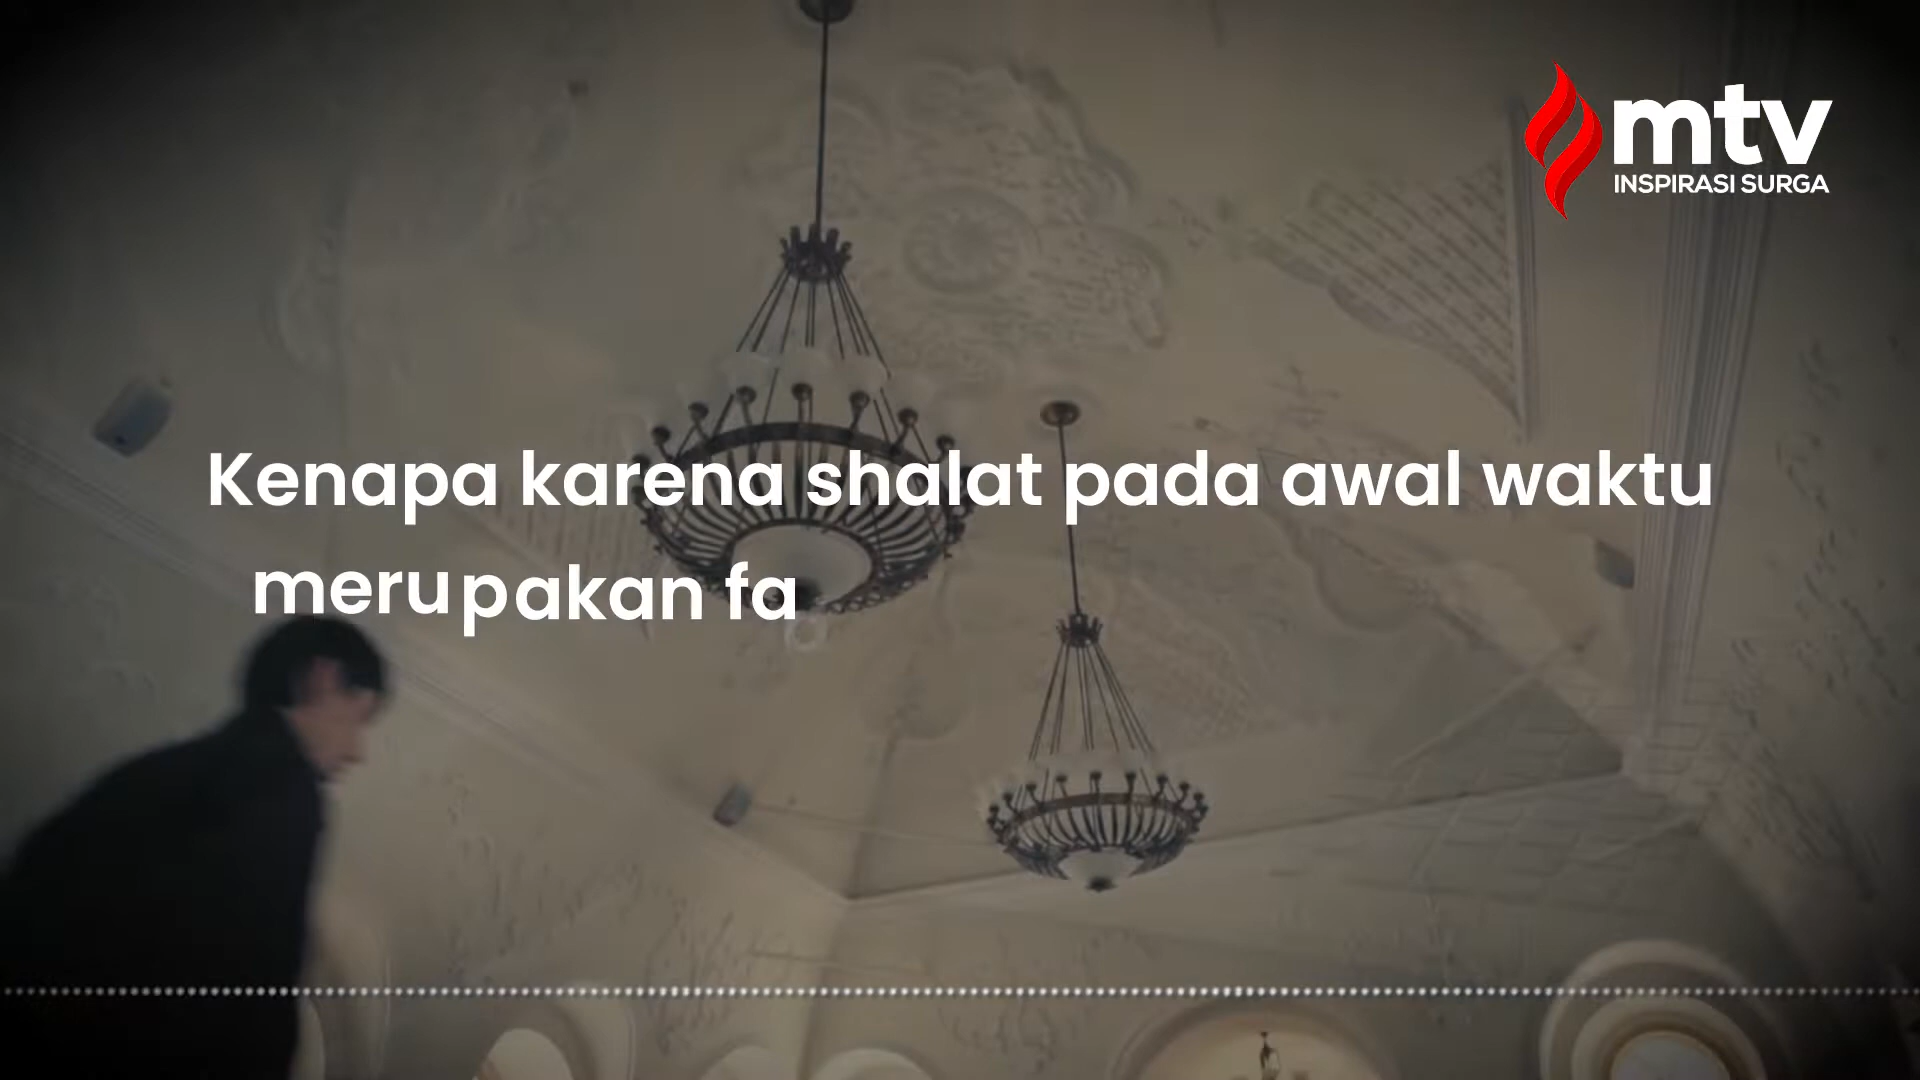 mtv
INSPIRASI SURGA
Kenapa karena shalat pada awal waktu
merupakan fa